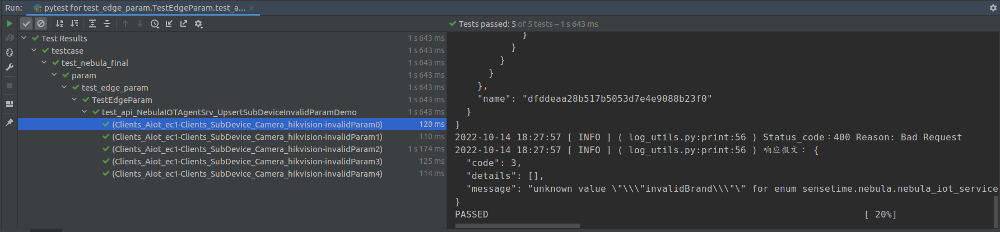 Run: pytest for test_edge_param.TestEdgeParam.test_a... ×
Tests passed: 5 of 5 tests – 1 s 643 ms
Test Results 1 s 643 ms
testcase 1 s 643 ms
test_nebula_final 1 s 643 ms
param 1 s 643 ms
test_edge_param 1 s 643 ms
TestEdgeParam 1 s 643 ms
test_api_NebulaIOTAgentSrv_UpsertSubDeviceInvalidParamDemo 1 s 643 ms
(Clients_Aiot_ec1-Clients_SubDevice_Camera_hikvision-invalidParam0) 120 ms
(Clients_Aiot_ec1-Clients_SubDevice_Camera_hikvision-invalidParam1) 110 ms
(Clients_Aiot_ec1-Clients_SubDevice_Camera_hikvision-invalidParam2) 1 s 174 ms
(Clients_Aiot_ec1-Clients_SubDevice_Camera_hikvision-invalidParam3) 125 ms
(Clients_Aiot_ec1-Clients_SubDevice_Camera_hikvision-invalidParam4) 114 ms
}
}
}
}
},
"name": "dfddeaa28b517b5053d7e4e9088b23f0"
}
}
2022-10-14 18:27:57 [ INFO ] ( log_utils.py:print:56 ) Status_code：400 Reason: Bad Request
2022-10-14 18:27:57 [ INFO ] ( log_utils.py:print:56 ) 响应报文： {
"code": 3,
"details": [],
"message": "unknown value \"\\\"invalidBrand\\\"\" for enum sensetime.nebula.nebula_iot_service
}
PASSED [ 20%]